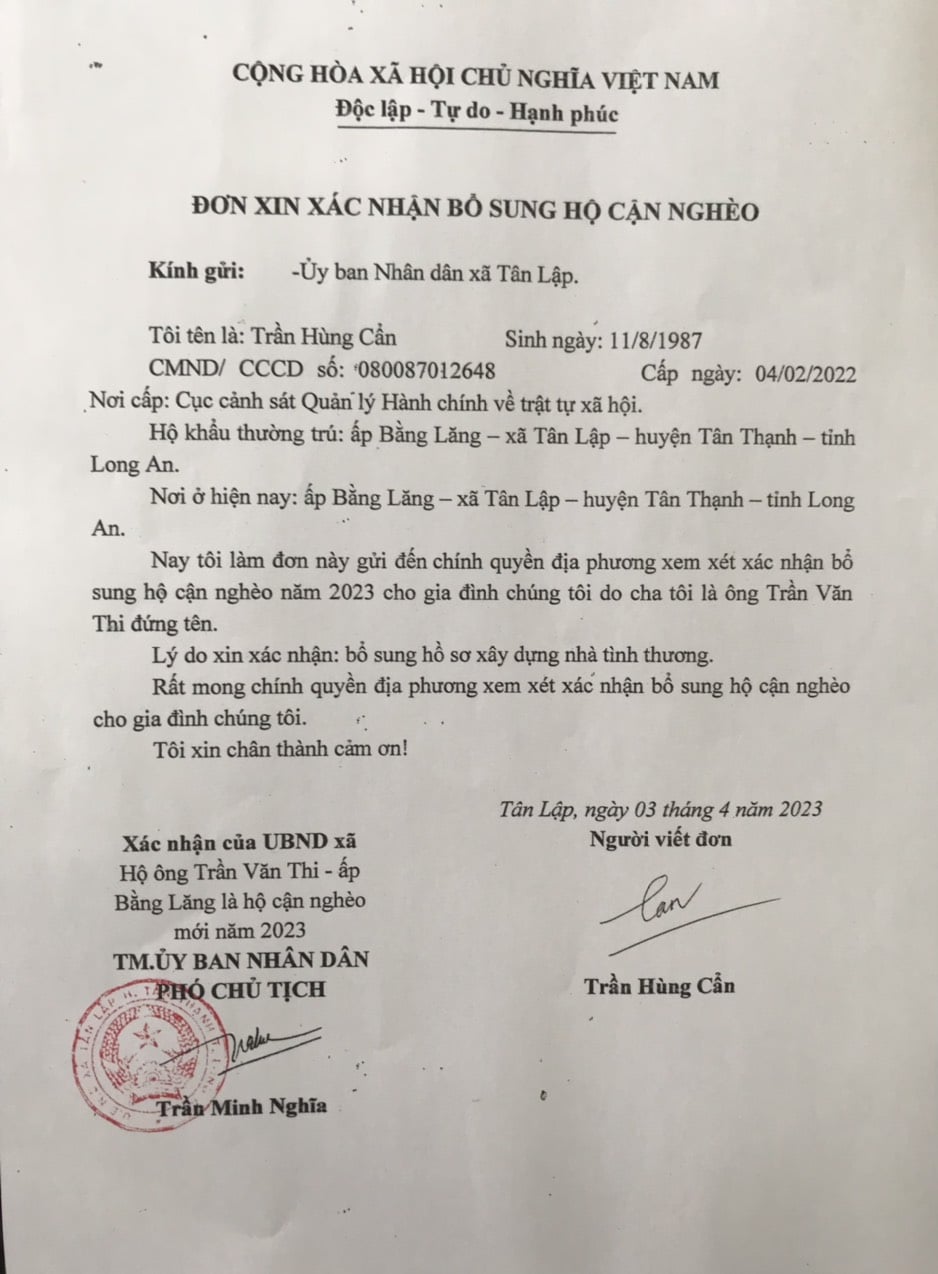 CỘNG HÒA XÃ HỘI CHỦ NGHĨA VIỆT NAM
Độc lập - Tự do - Hạnh phúc
ĐƠN XIN XÁC NHẬN BỔ SUNG HỘ CẬN NGHÈO
Kính gửi: -Ủy ban Nhân dân xã Tân Lập.
Tôi tên là: Trần Hùng Cẩn Sinh ngày: 11/8/1987
CMND/ CCCD số: 080087012648 Cấp ngày: 04/02/2022
Nơi cấp: Cục cảnh sát Quản lý Hành chính về trật tự xã hội.
Hộ khẩu thường trú: ấp Bằng Lăng – xã Tân Lập – huyện Tân Thạnh – tỉnh
Long An.
Nơi ở hiện nay: ấp Bằng Lăng – xã Tân Lập – huyện Tân Thạnh – tỉnh Long
An.
Nay tôi làm đơn này gửi đến chính quyền địa phương xem xét xác nhận bổ
sung hộ cận nghèo năm 2023 cho gia đình chúng tôi do cha tôi là ông Trần Văn
Thi đứng tên.
Lý do xin xác nhận: bổ sung hồ sơ xây dựng nhà tình thương.
Rất mong chính quyền địa phương xem xét xác nhận bổ sung hộ cận nghèo
cho gia đình chúng tôi.
Tôi xin chân thành cảm ơn!
Tân Lập, ngày 03 tháng 4 năm 2023
Người viết đơn
Trần Hùng Cẩn
Xác nhận của UBND xã
Hộ ông Trần Văn Thi - ấp
Bằng Lăng là hộ cận nghèo
mới năm 2023
TM.ỦY BAN NHÂN DÂN
PHÓ CHỦ TỊCH
Trần Minh Nghĩa